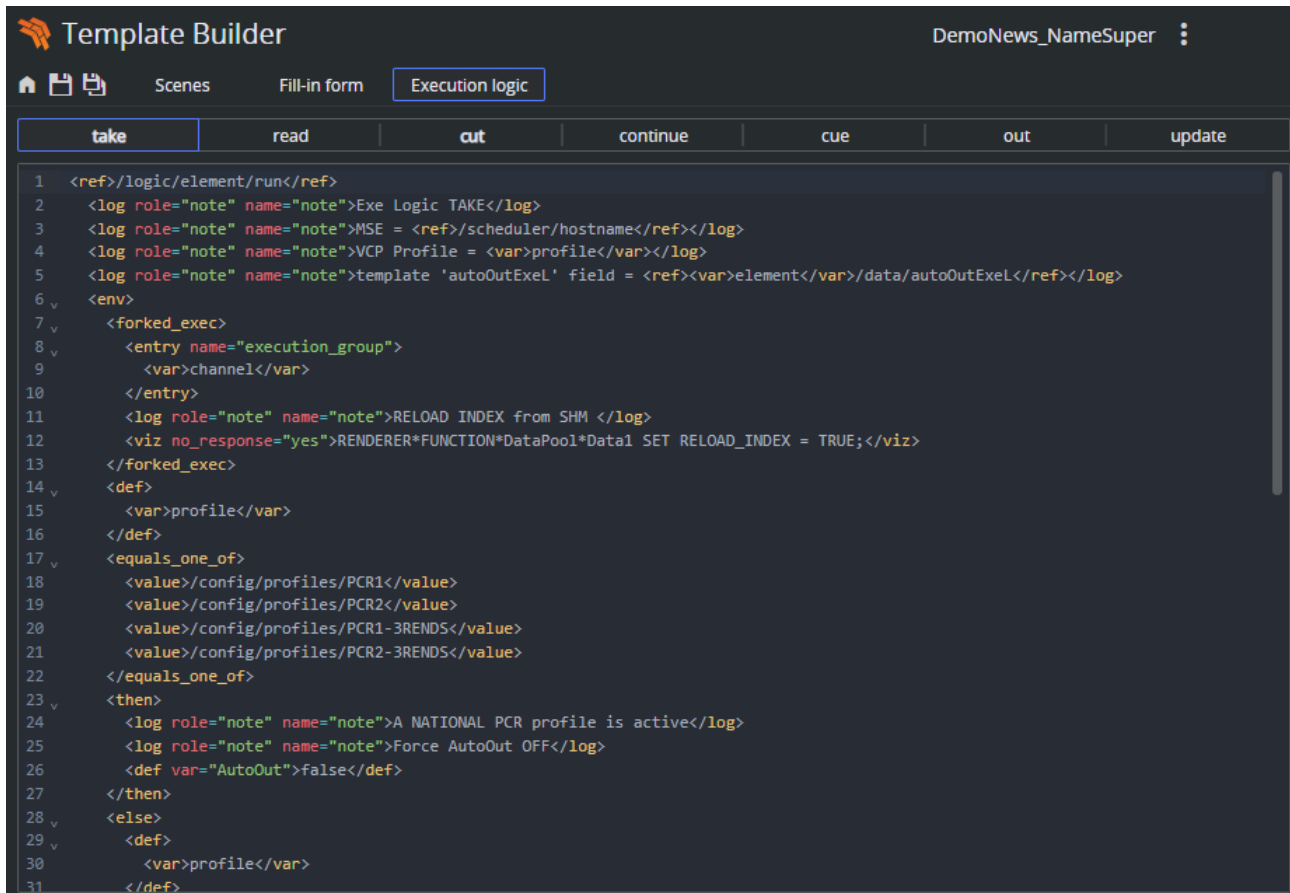 Template Builder
DemoNews_NameSuper
Scenes Fill-in form Execution logic
take read cut continue cue out update
1 <ref>/logic/element/run</ref>
2 <log role="note" name="note">Exe Logic TAKE</log>
3 <log role="note" name="note">MSE = <ref>/scheduler/hostname</ref></log>
4 <log role="note" name="note">VCP Profile = <var>profile</var></log>
5 <log role="note" name="note">template 'autoOutExeL' field = <ref><var>element</var>/data/autoOutExeL</ref></log>
6 <env>
7 <forked_exec>
8 <entry name="execution_group">
9 <var>channel</var>
10 </entry>
11 <log role="note" name="note">RELOAD INDEX from SHM </log>
12 <viz no_response="yes">RENDERER*FUNCTION*DataPool*Data1 SET RELOAD_INDEX = TRUE;</viz>
13 </forked_exec>
14 <def>
15 <var>profile</var>
16 </def>
17 <equals_one_of>
18 <value>/config/profiles/PCR1</value>
19 <value>/config/profiles/PCR2</value>
20 <value>/config/profiles/PCR1-3RENDS</value>
21 <value>/config/profiles/PCR2-3RENDS</value>
22 </equals_one_of>
23 <then>
24 <log role="note" name="note">A NATIONAL PCR profile is active</log>
25 <log role="note" name="note">Force AutoOut OFF</log>
26 <def var="AutoOut">false</def>
27 </then>
28 <else>
29 <def>
30 <var>profile</var>
31 </def>